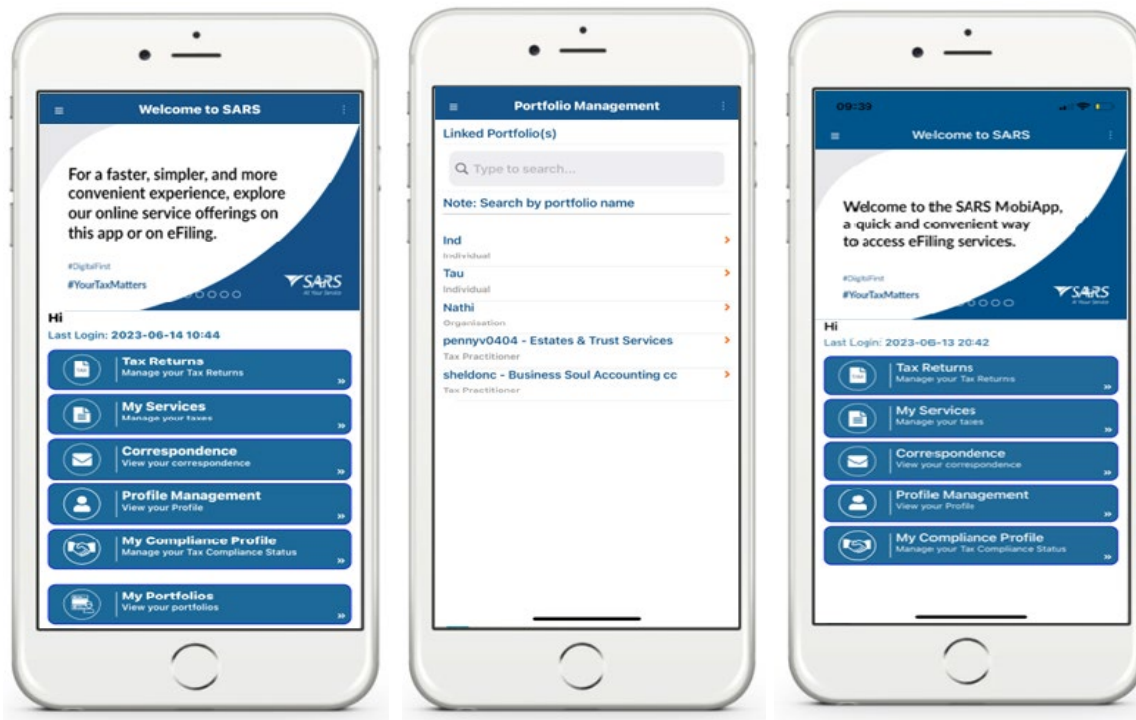 Welcome to SARS
For a faster, simpler, and more
convenient experience, explore
our online service offerings on
this app or on eFiling.
#DigitalFirst
#YourTaxMatters
SARS
At Your Service
Hi
Last Login: 2023-06-14 10:44
Tax Returns
Manage your Tax Returns
My Services
Manage your taxes
Correspondence
View your correspondence
Profile Management
View your Profile
My Compliance Profile
Manage your Tax Compliance Status
My Portfolios
View your portfolios
Portfolio Management
Linked Portfolio(s)
Type to search...
Note: Search by portfolio name
Ind
Individual
Tau
Individual
Nathi
Organisation
pennyv0404 - Estates & Trust Services
Tax Practitioner
sheldonc - Business Soul Accounting cc
Tax Practitioner
09:39
Welcome to SARS
Welcome to the SARS MobiApp,
a quick and convenient way
to access eFiling services.
#DigitalFirst
#YourTaxMatters
SARS
At Your Service
Hi
Last Login: 2023-06-13 20:42
Tax Returns
Manage your Tax Returns
My Services
Manage your taxes
Correspondence
View your correspondence
Profile Management
View your Profile
My Compliance Profile
Manage your Tax Compliance Status